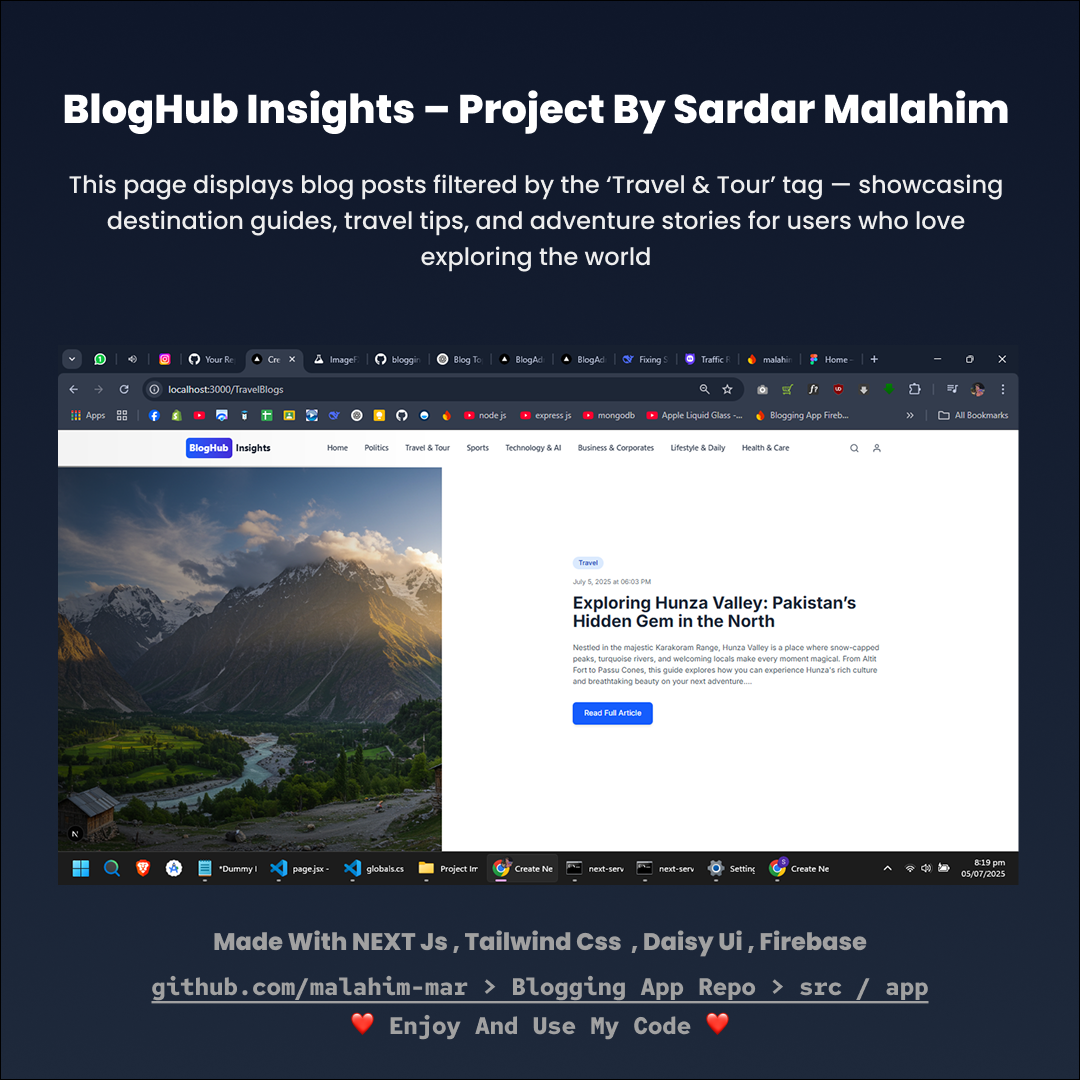 BlogHub Insights – Project By Sardar Malahim
This page displays blog posts filtered by the ‘Travel & Tour’ tag — showcasing
destination guides, travel tips, and adventure stories for users who love
exploring the world
Your Re Cre ImageF bloggin Blog To BlogAd BlogAd Fixing S Traffic F malahin Home -
localhost:3000/TravelBlogs
Apps node js express js mongodb Apple Liquid Glass -... Blogging App Fireb... All Bookmarks
BlogHub Insights Home Politics Travel & Tour Sports Technology & AI Business & Corporates Lifestyle & Daily Health & Care
Travel
July 5, 2025 at 06:03 PM
Exploring Hunza Valley: Pakistan’s
Hidden Gem in the North
Nestled in the majestic Karakoram Range, Hunza Valley is a place where snow-capped
peaks, turquoise rivers, and welcoming locals make every moment magical. From Altit
Fort to Passu Cones, this guide explores how you can experience Hunza's rich culture
and breathtaking beauty on your next adventure....
Read Full Article
N
*Dummy I page.jsx - globals.cs Project Im Create Ne next-serv next-serv Setting Create Ne 8:19 pm
05/07/2025
Made With NEXT Js , Tailwind Css , Daisy Ui , Firebase
github.com/malahim-mar > Blogging App Repo > src / app
❤️ Enjoy And Use My Code ❤️